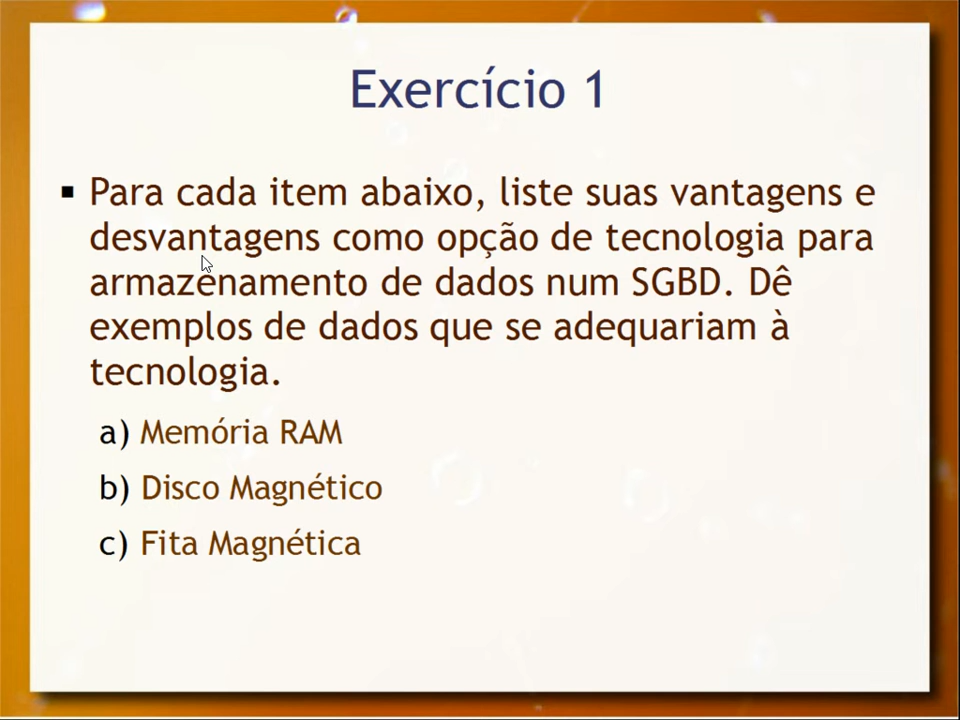 Exercício 1
▪ Para cada item abaixo, liste suas vantagens e
desvantagens como opção de tecnologia para
armazenamento de dados num SGBD. Dê
exemplos de dados que se adequariam à
tecnologia.
a) Memória RAM
b) Disco Magnético
c) Fita Magnética